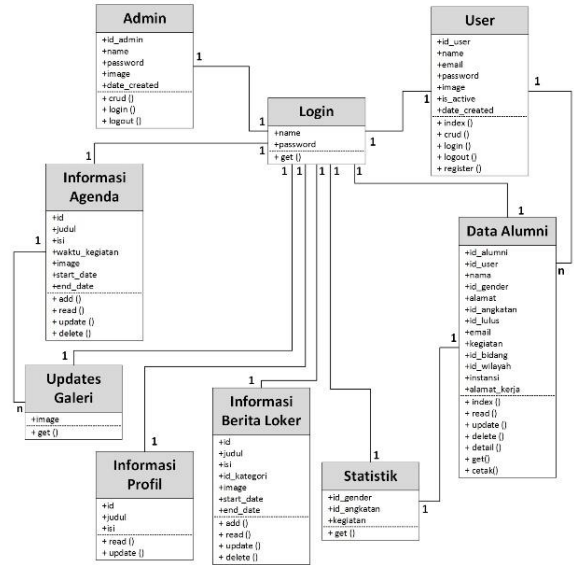 Admin
+id_admin
+name
+password
+image
+date_created
+ crud ()
+ login ()
+ logout ()
1
User
+id_user
+name
+email
+password
+image
+is_active
+date_created
+ index ()
+ crud ()
+ login ()
+ logout ()
+ register ()
1
1
Login
+name
+password
+ get ()
1
1
1
1
1
1
1
1
1
1
Informasi
Agenda
+id
+judul
+isi
+waktu_kegiatan
+image
+start_date
+end_date
+ add ()
+ read ()
+ update ()
+ delete ()
1
n
1
Data Alumni
+id_alumni
+id_user
+nama
+id_gender
+alamat
+id_angkatan
+id_lulus
+email
+kegiatan
+id_bidang
+id_wilayah
+instansi
+alamat_kerja
+ index ()
+ read ()
+ update ()
+ delete ()
+ detail ()
+ get()
+ cetak()
n
1
1
Updates
Galeri
+image
+ get ()
1
Informasi
Profil
+id
+judul
+isi
+ read ()
+ update ()
1
Informasi
Berita Loker
+id
+judul
+isi
+id_kategori
+image
+start_date
+end_date
+ add ()
+ read ()
+ update ()
+ delete ()
1
Statistik
+id_gender
+id_angkatan
+kegiatan
+ get ()
1